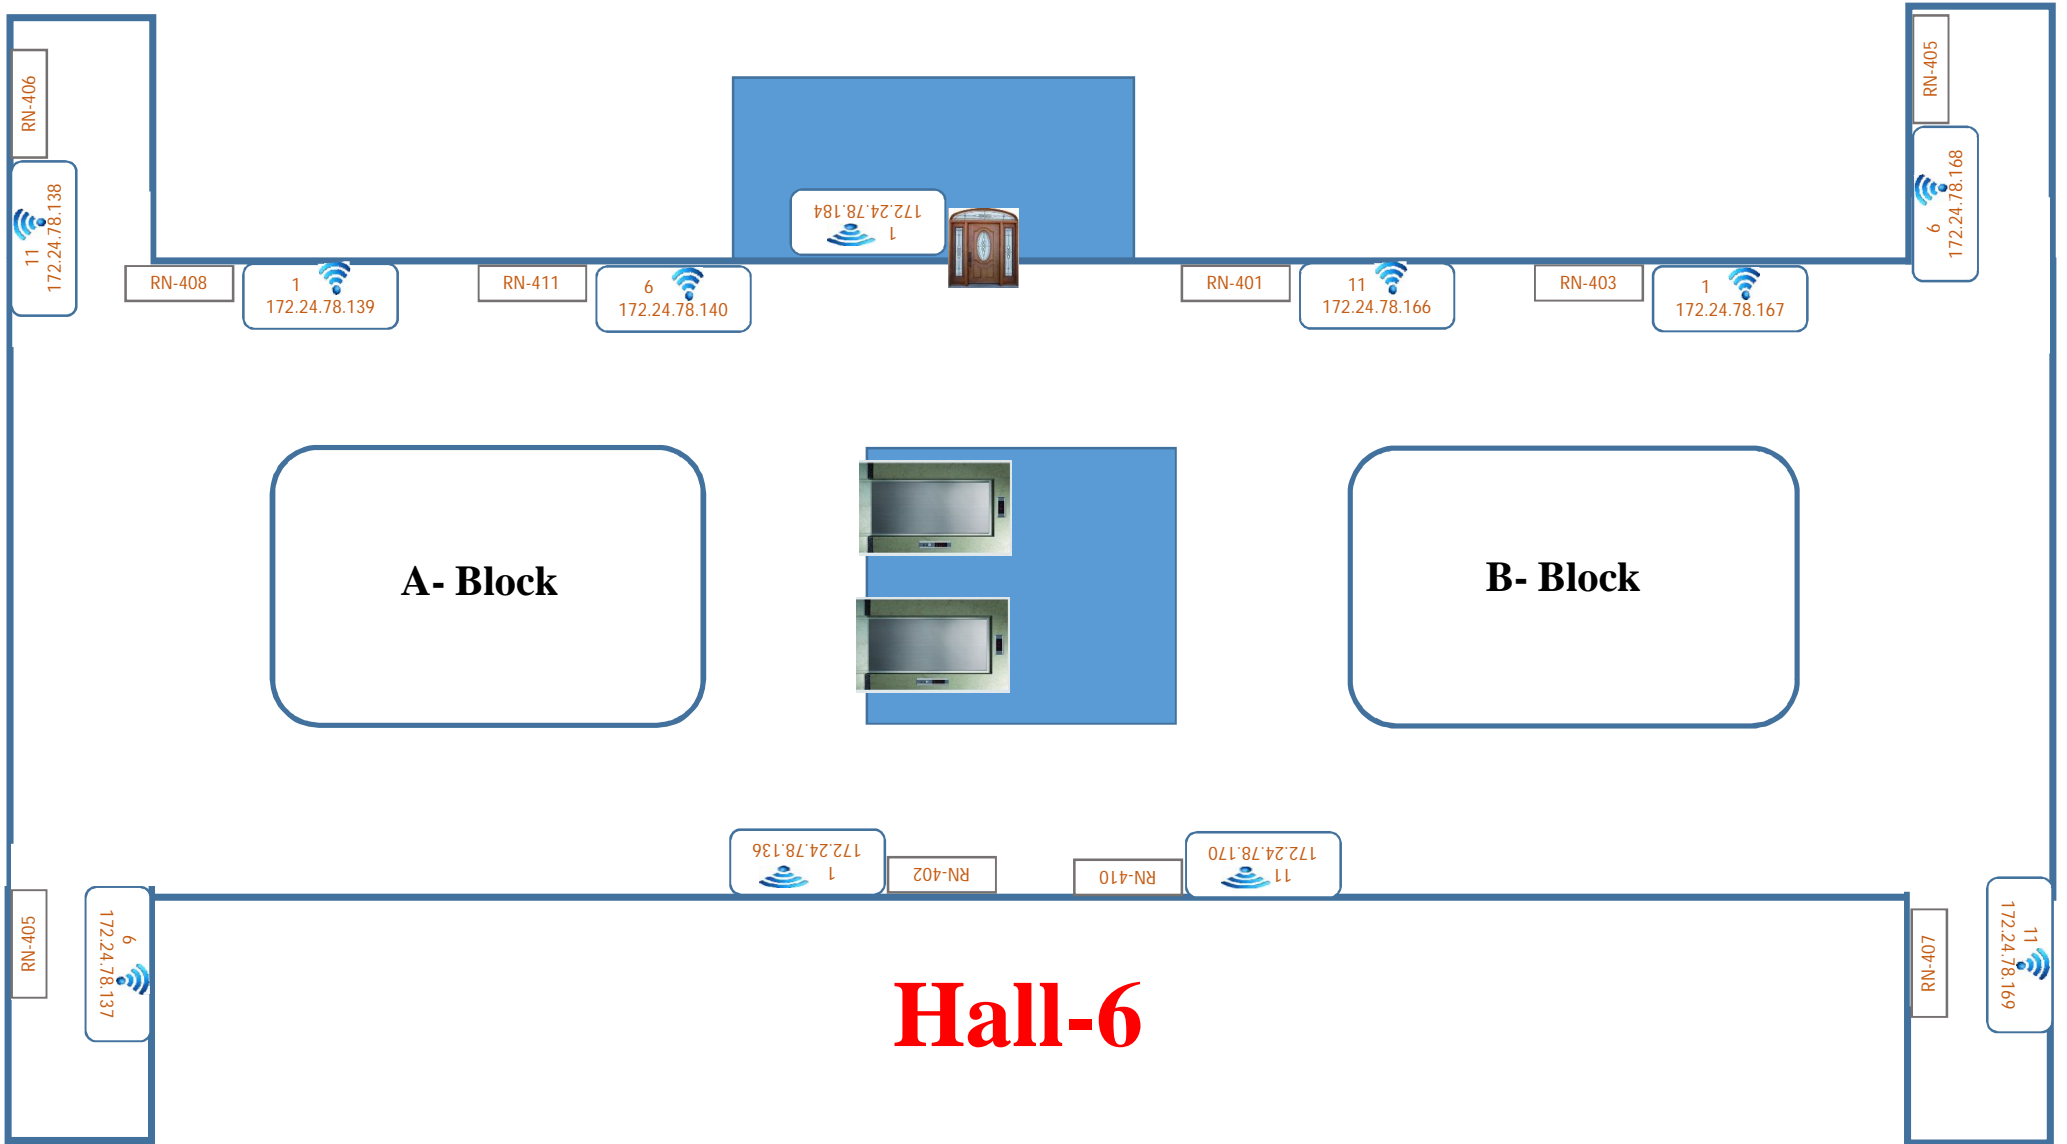 RN-406
RN-405
11
172.24.78.138
6
172.24.78.168
172.24.78.184
1
RN-408
1
172.24.78.139
RN-411
6
172.24.78.140
RN-401
11
172.24.78.166
RN-403
1
172.24.78.167
A- Block
B- Block
172.24.78.136
1
RN-402
RN-410
172.24.78.170
11
RN-405
6
172.24.78.137
RN-407
11
172.24.78.169
Hall-6